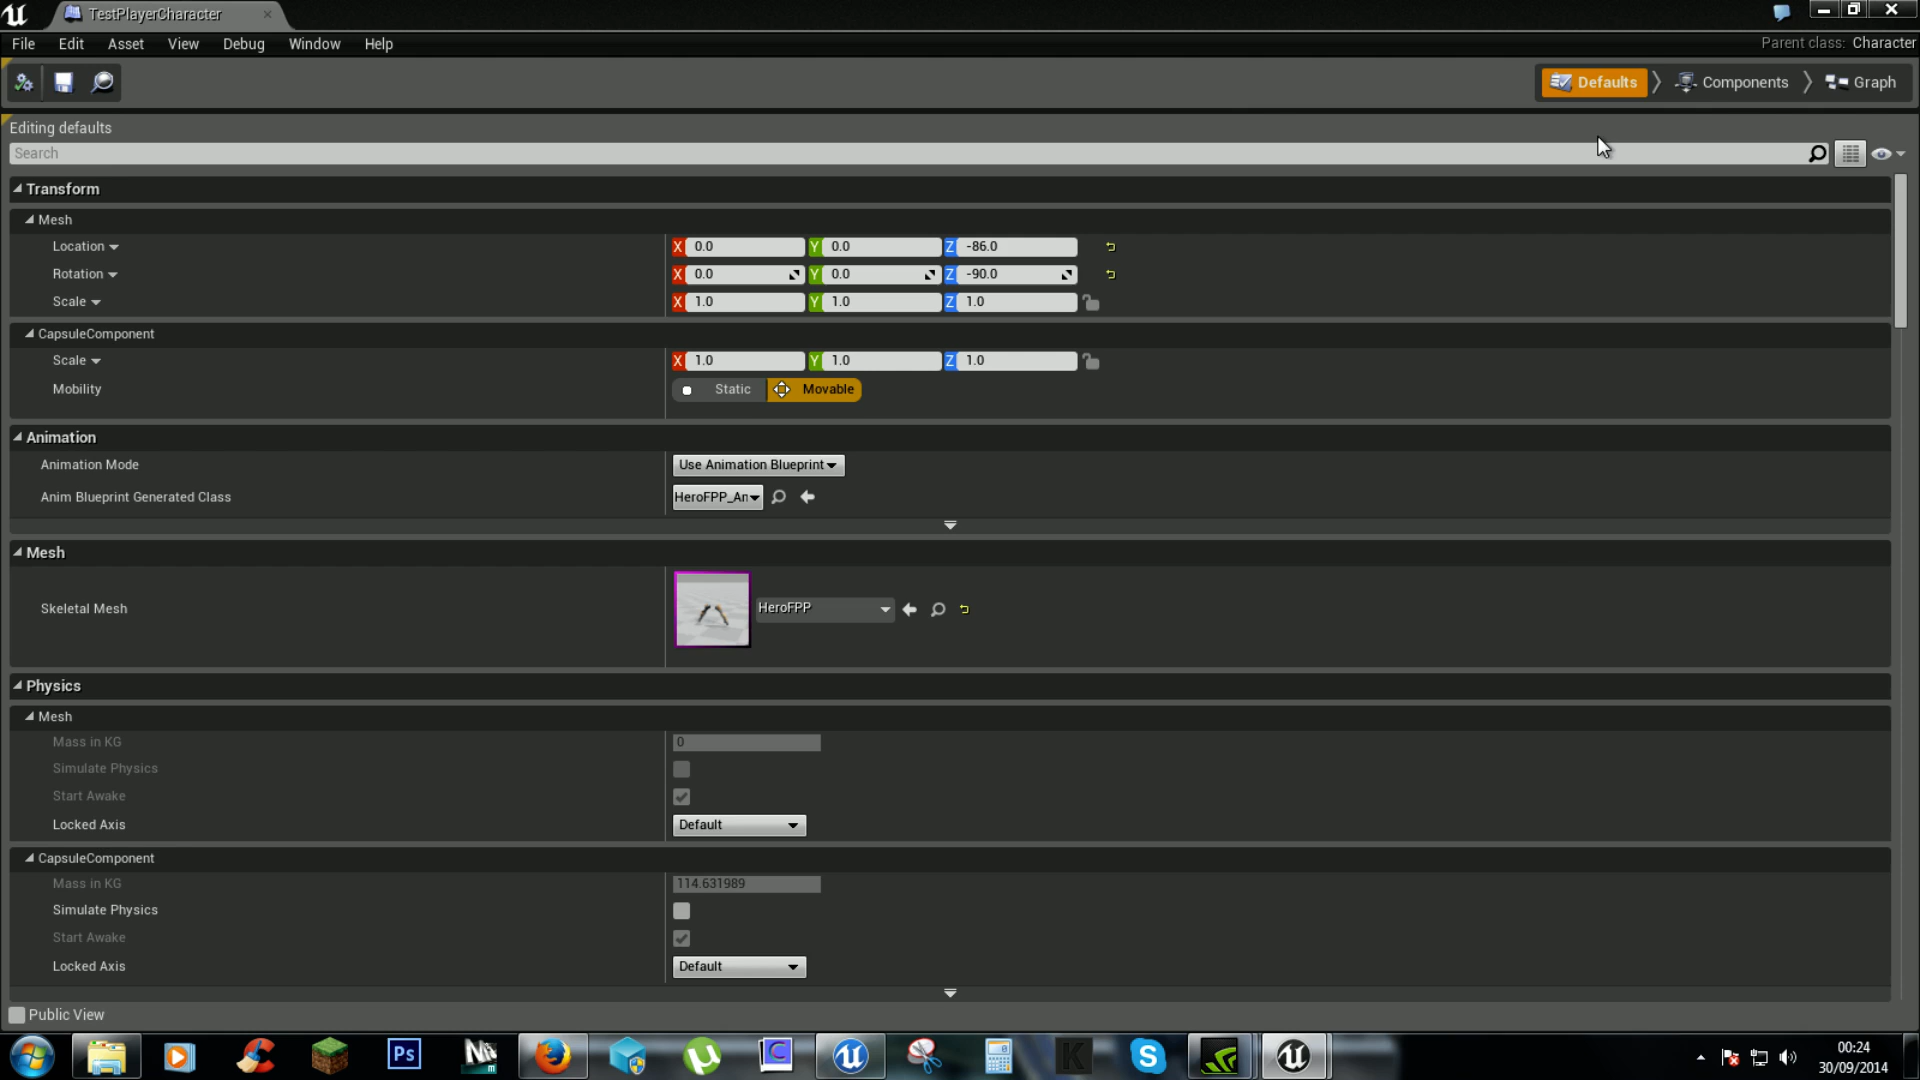 TestPlayerCharacter
File Edit Asset View Debug Window Help
Parent class: Character
Defaults Components Graph
Editing defaults
Search
Transform
Mesh
Location X 0.0 Y 0.0 Z -86.0
Rotation X 0.0 Y 0.0 Z -90.0
Scale X 1.0 Y 1.0 Z 1.0
CapsuleComponent
Scale X 1.0 Y 1.0 Z 1.0
Mobility Static Movable
Animation
Animation Mode Use Animation Blueprint
Anim Blueprint Generated Class HeroFPP_An
Mesh
Skeletal Mesh HeroFPP
Physics
Mesh
Mass in KG 0
Simulate Physics
Start Awake
Locked Axis Default
CapsuleComponent
Mass in KG 114.631989
Simulate Physics
Start Awake
Locked Axis Default
Public View
Ps
C
K
S
00:24
30/09/2014